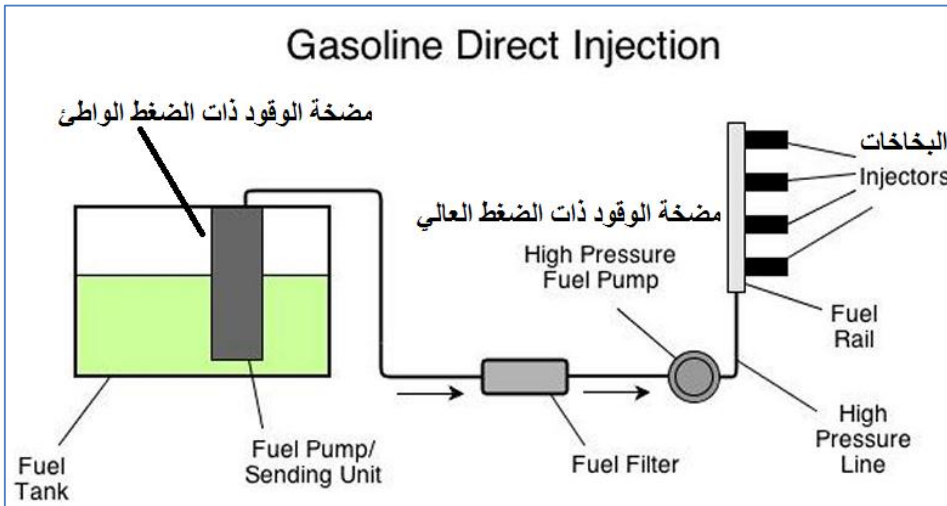 Gasoline Direct Injection
مضخة الوقود ذات الضغط الواطئ
البخاخات
Injectors
مضخة الوقود ذات الضغط العالي
High Pressure
Fuel Pump
Fuel
Rail
High
Pressure
Line
Fuel Filter
Fuel Pump/
Sending Unit
Fuel
Tank